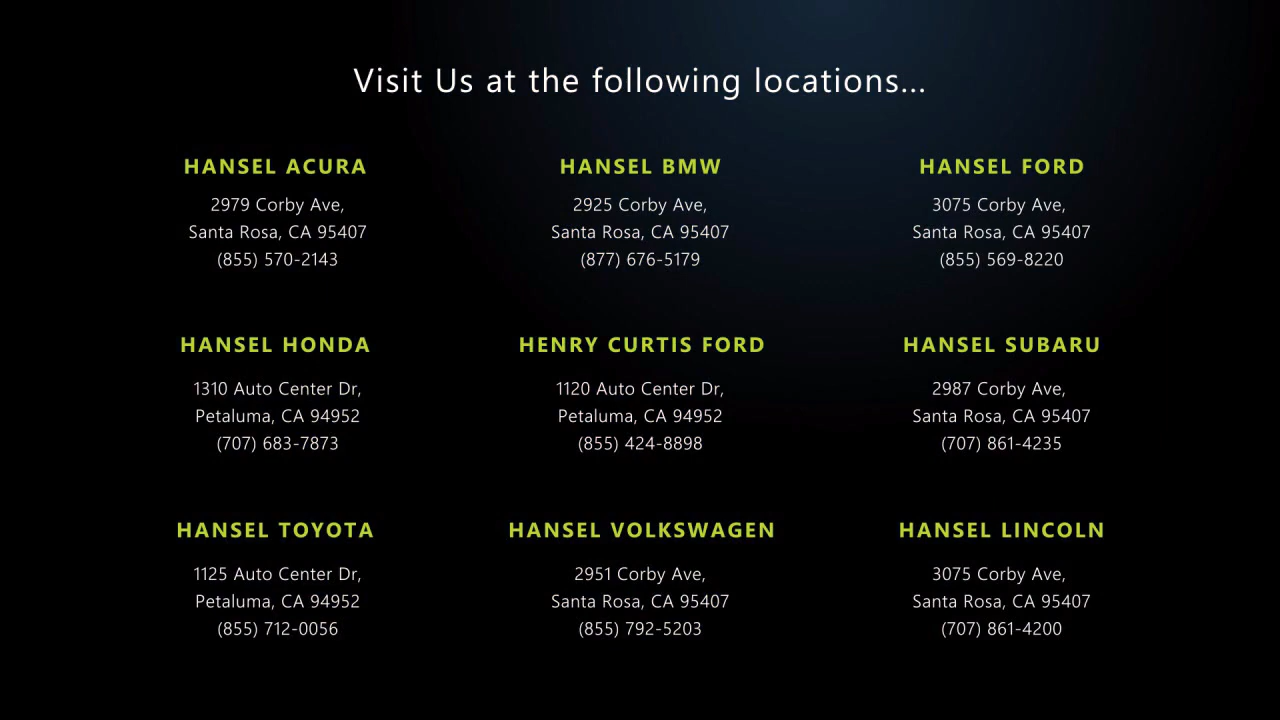 Visit Us at the following locations...
HANSEL ACURA
2979 Corby Ave,
Santa Rosa, CA 95407
(855) 570-2143
HANSEL BMW
2925 Corby Ave,
Santa Rosa, CA 95407
(877) 676-5179
HANSEL FORD
3075 Corby Ave,
Santa Rosa, CA 95407
(855) 569-8220
HANSEL HONDA
1310 Auto Center Dr,
Petaluma, CA 94952
(707) 683-7873
HENRY CURTIS FORD
1120 Auto Center Dr,
Petaluma, CA 94952
(855) 424-8898
HANSEL SUBARU
2987 Corby Ave,
Santa Rosa, CA 95407
(707) 861-4235
HANSEL TOYOTA
1125 Auto Center Dr,
Petaluma, CA 94952
(855) 712-0056
HANSEL VOLKSWAGEN
2951 Corby Ave,
Santa Rosa, CA 95407
(855) 792-5203
HANSEL LINCOLN
3075 Corby Ave,
Santa Rosa, CA 95407
(707) 861-4200